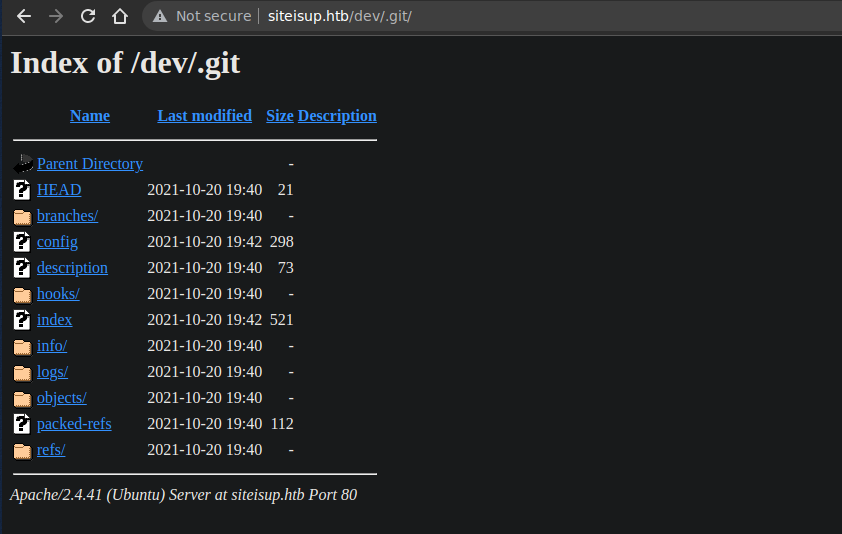 Not secure | siteisup.htb/dev/.git/
Index of /dev/.git
Name Last modified Size Description
Parent Directory -
HEAD 2021-10-20 19:40 21
branches/ 2021-10-20 19:40 -
config 2021-10-20 19:42 298
description 2021-10-20 19:40 73
hooks/ 2021-10-20 19:40 -
index 2021-10-20 19:42 521
info/ 2021-10-20 19:40 -
logs/ 2021-10-20 19:40 -
objects/ 2021-10-20 19:40 -
packed-refs 2021-10-20 19:40 112
refs/ 2021-10-20 19:40 -
Apache/2.4.41 (Ubuntu) Server at siteisup.htb Port 80